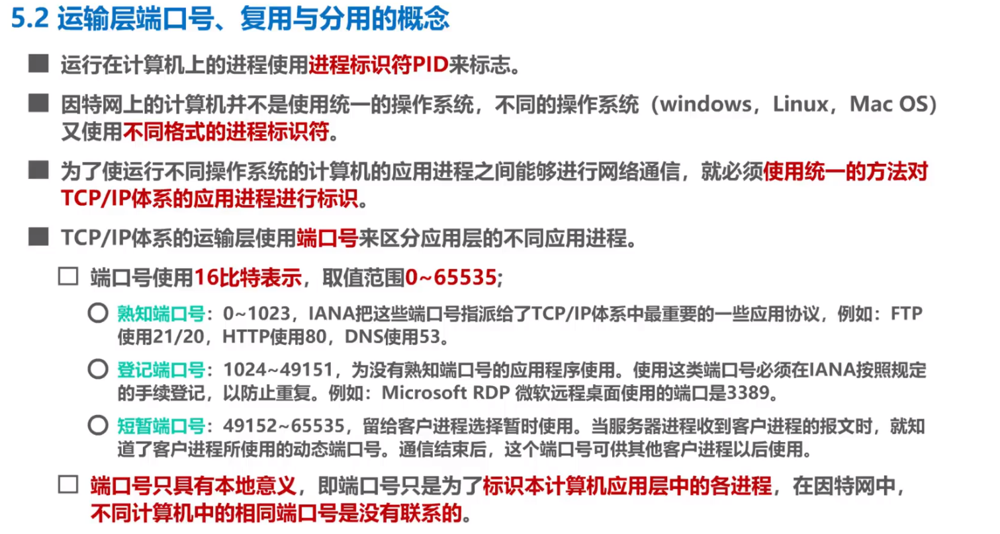 5.2 运输层端口号、复用与分用的概念
运行在计算机上的进程使用进程标识符PID来标志。
因特网上的计算机并不是使用统一的操作系统，不同的操作系统（windows，Linux，Mac OS）
又使用不同格式的进程标识符。
为了使运行不同操作系统的计算机的应用进程之间能够进行网络通信，就必须使用统一的方法对
TCP/IP体系的应用进程进行标识。
TCP/IP体系的运输层使用端口号来区分应用层的不同应用进程。
端口号使用16比特表示，取值范围0~65535;
熟知端口号：0~1023，IANA把这些端口号指派给了TCP/IP体系中最重要的一些应用协议，例如：FTP
使用21/20，HTTP使用80，DNS使用53。
登记端口号：1024~49151，为没有熟知端口号的应用程序使用。使用这类端口号必须在IANA按照规定
的手续登记，以防止重复。例如：Microsoft RDP 微软远程桌面使用的端口是3389。
短暂端口号：49152~65535，留给客户进程选择暂时使用。当服务器进程收到客户进程的报文时，就知
道了客户进程所使用的动态端口号。通信结束后，这个端口号可供其他客户进程以后使用。
端口号只具有本地意义，即端口号只是为了标识本计算机应用层中的各进程，在因特网中，
不同计算机中的相同端口号是没有联系的。